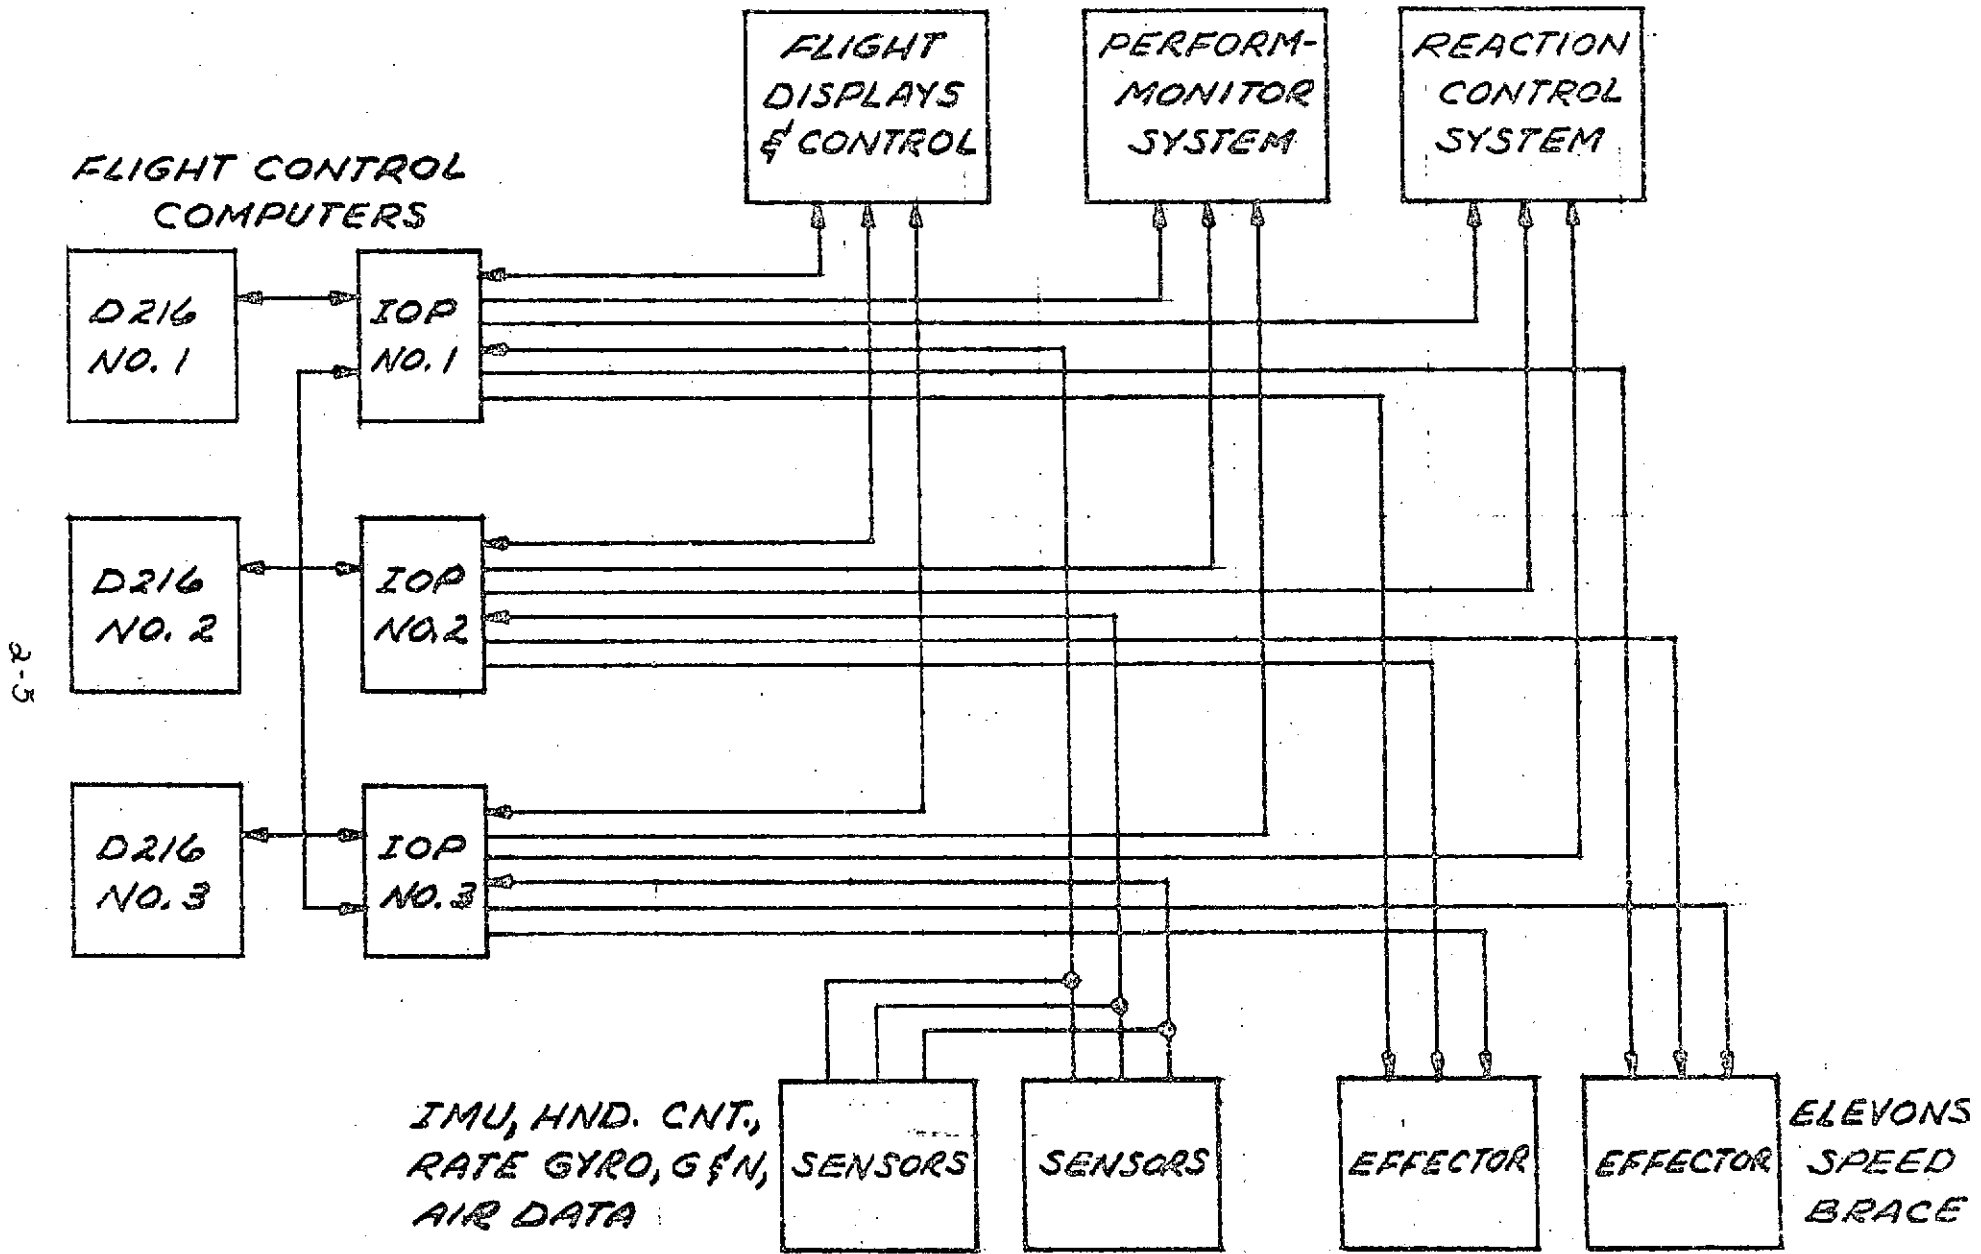 FLIGHT
DISPLAYS
& CONTROL
PERFORM-
MONITOR
SYSTEM
REACTION
CONTROL
SYSTEM
FLIGHT CONTROL
COMPUTERS
D216
NO. 1
IOP
NO. 1
D216
NO. 2
IOP
NO. 2
D216
NO. 3
IOP
NO. 3
2-5
IMU, HND. CNT.,
RATE GYRO, G & N,
AIR DATA
SENSORS
SENSORS
EFFECTOR
EFFECTOR
ELEVONS
SPEED
BRACE